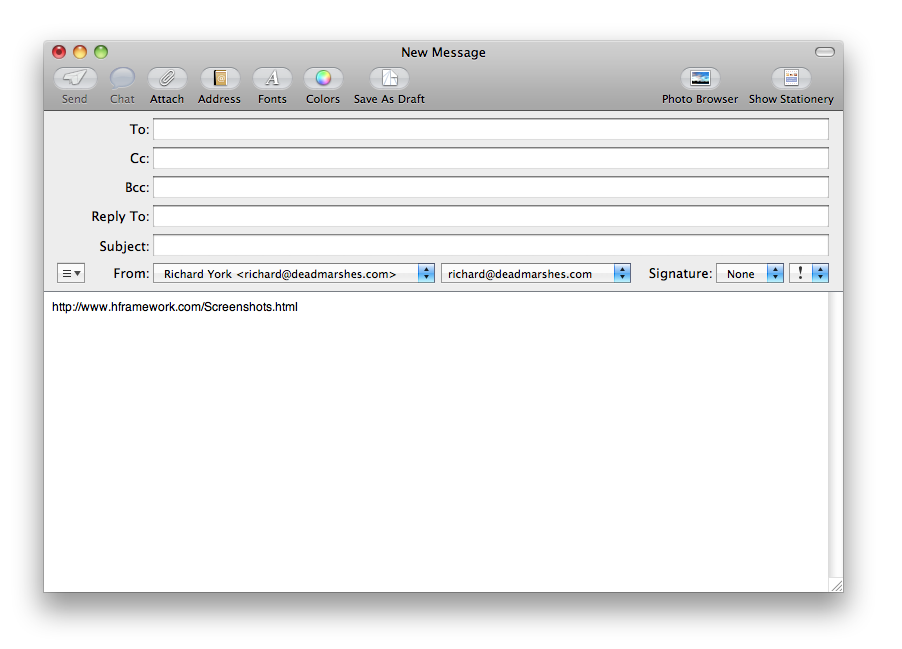 New Message
Send Chat Attach Address Fonts Colors Save As Draft Photo Browser Show Stationery
To:
Cc:
Bcc:
Reply To:
Subject:
From: Richard York <richard@deadmarshes.com> richard@deadmarshes.com Signature: None !
http://www.hframework.com/Screenshots.html